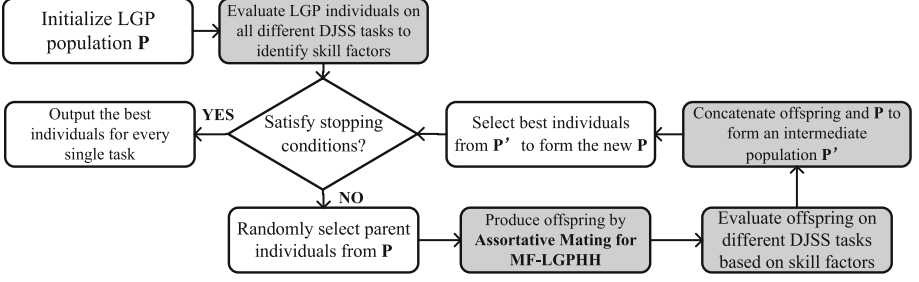 Initialize LGP
population P
Evaluate LGP individuals on
all different DJSS tasks to
identify skill factors
Output the best
individuals for every
single task
YES
Satisfy stopping
conditions?
Select best individuals
from P’ to form the new P
Concatenate offspring and P to
form an intermediate
population P’
NO
Randomly select parent
individuals from P
Produce offspring by
Assortative Mating for
MF-LGPHH
Evaluate offspring on
different DJSS tasks
based on skill factors